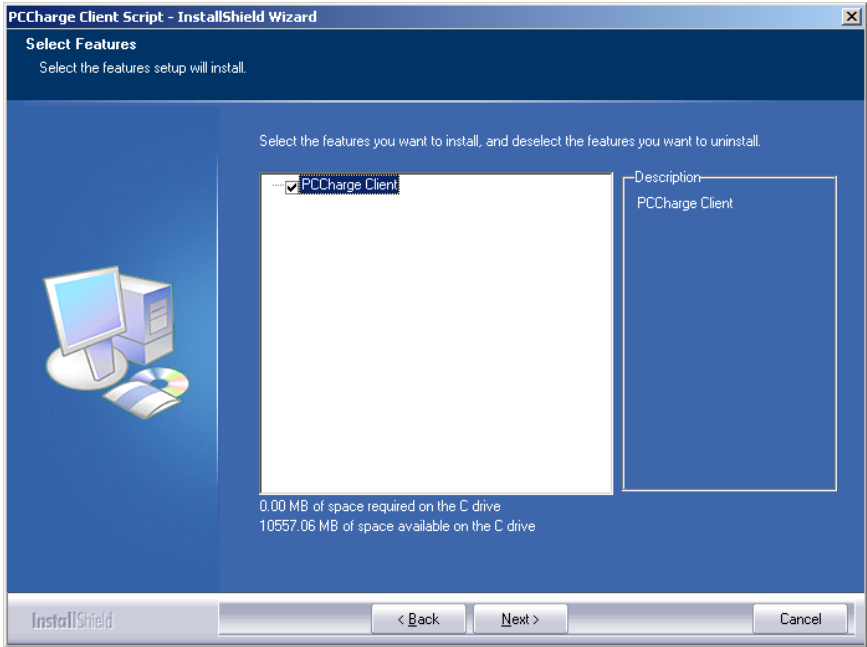 PCCharge Client Script - InstallShield Wizard
Select Features
Select the features setup will install.
Select the features you want to install, and deselect the features you want to uninstall.
PCCharge Client
Description
PCCharge Client
0.00 MB of space required on the C drive
10557.06 MB of space available on the C drive
InstallShield
< Back
Next >
Cancel